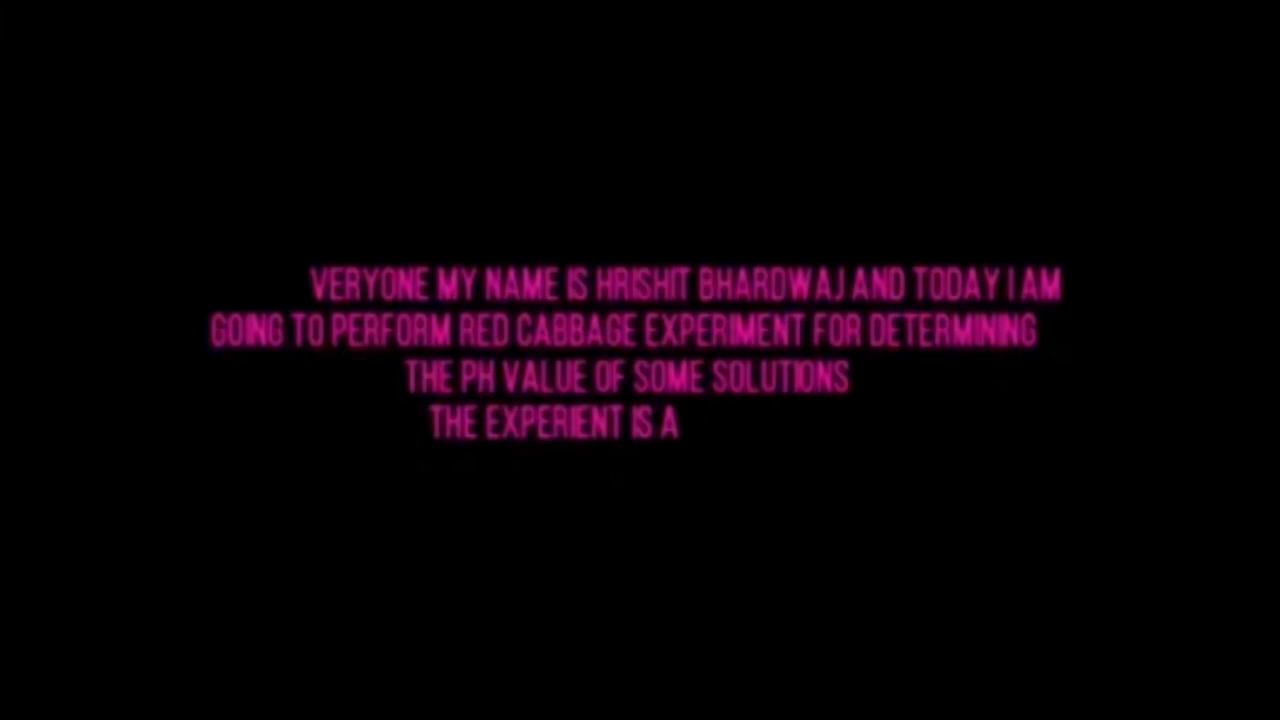 VERYONE MY NAME IS HRISHIT BHARDWAJ AND TODAY I AM
GOING TO PERFORM RED CABBAGE EXPERIMENT FOR DETERMINING
THE PH VALUE OF SOME SOLUTIONS
THE EXPERIENT IS A